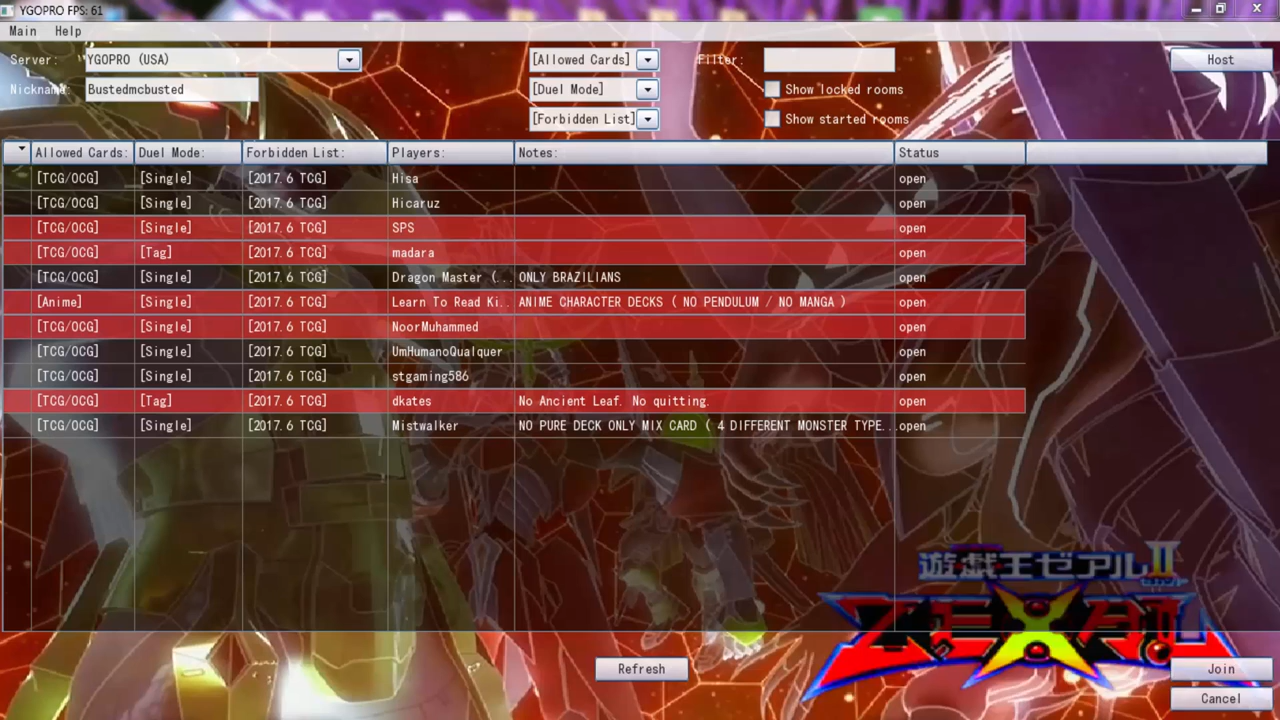 YGOPRO FPS: 61
Main Help
Server: YGOPRO (USA) [Allowed Cards] Filter: Host
Nickname: Bustedmcbusted [Duel Mode] Show locked rooms
[Forbidden List] Show started rooms
Allowed Cards: Duel Mode: Forbidden List: Players: Notes: Status
[TCG/OCG] [Single] [2017.6 TCG] Hisa open
[TCG/OCG] [Single] [2017.6 TCG] Hicaruz open
[TCG/OCG] [Single] [2017.6 TCG] SPS open
[TCG/OCG] [Tag] [2017.6 TCG] madara open
[TCG/OCG] [Single] [2017.6 TCG] Dragon Master (... ONLY BRAZILIANS open
[Anime] [Single] [2017.6 TCG] Learn To Read Ki... ANIME CHARACTER DECKS ( NO PENDULUM / NO MANGA ) open
[TCG/OCG] [Single] [2017.6 TCG] NoorMuhammed open
[TCG/OCG] [Single] [2017.6 TCG] UmHumanoQualquer open
[TCG/OCG] [Single] [2017.6 TCG] stgaming586 open
[TCG/OCG] [Tag] [2017.6 TCG] dkates No Ancient Leaf. No quitting. open
[TCG/OCG] [Single] [2017.6 TCG] Mistwalker NO PURE DECK ONLY MIX CARD ( 4 DIFFERENT MONSTER TYPE... open
遊戯王ゼアルII
セカンド
ZEXAL
Refresh Join
Cancel